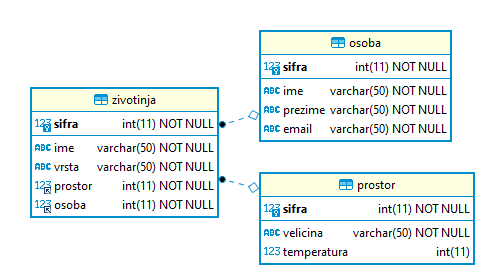 osoba
123 sifra int(11) NOT NULL
ABC ime varchar(50) NOT NULL
ABC prezime varchar(50) NOT NULL
ABC email varchar(50) NOT NULL
zivotinja
123 sifra int(11) NOT NULL
ABC ime varchar(50) NOT NULL
ABC vrsta varchar(50) NOT NULL
123 prostor int(11) NOT NULL
123 osoba int(11) NOT NULL
prostor
123 sifra int(11) NOT NULL
ABC velicina varchar(50) NOT NULL
123 temperatura int(11)